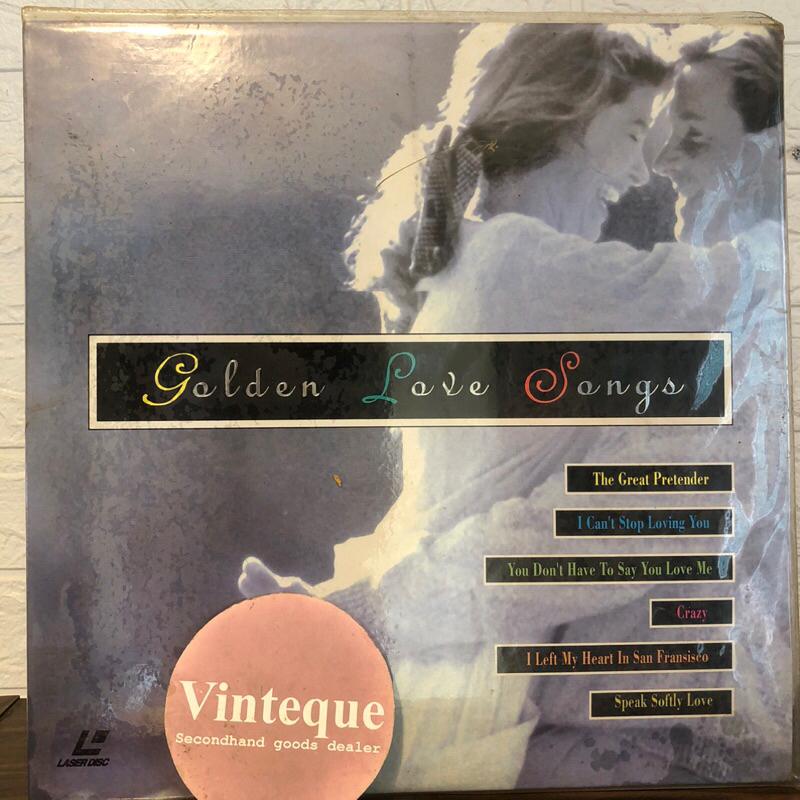 Golden Love Songs
The Great Pretender
I Can't Stop Loving You
You Don't Have To Say You Love Me
Crazy
I Left My Heart In San Fransisco
Speak Softly Love
Vinteque
Secondhand goods dealer
LASER DISC